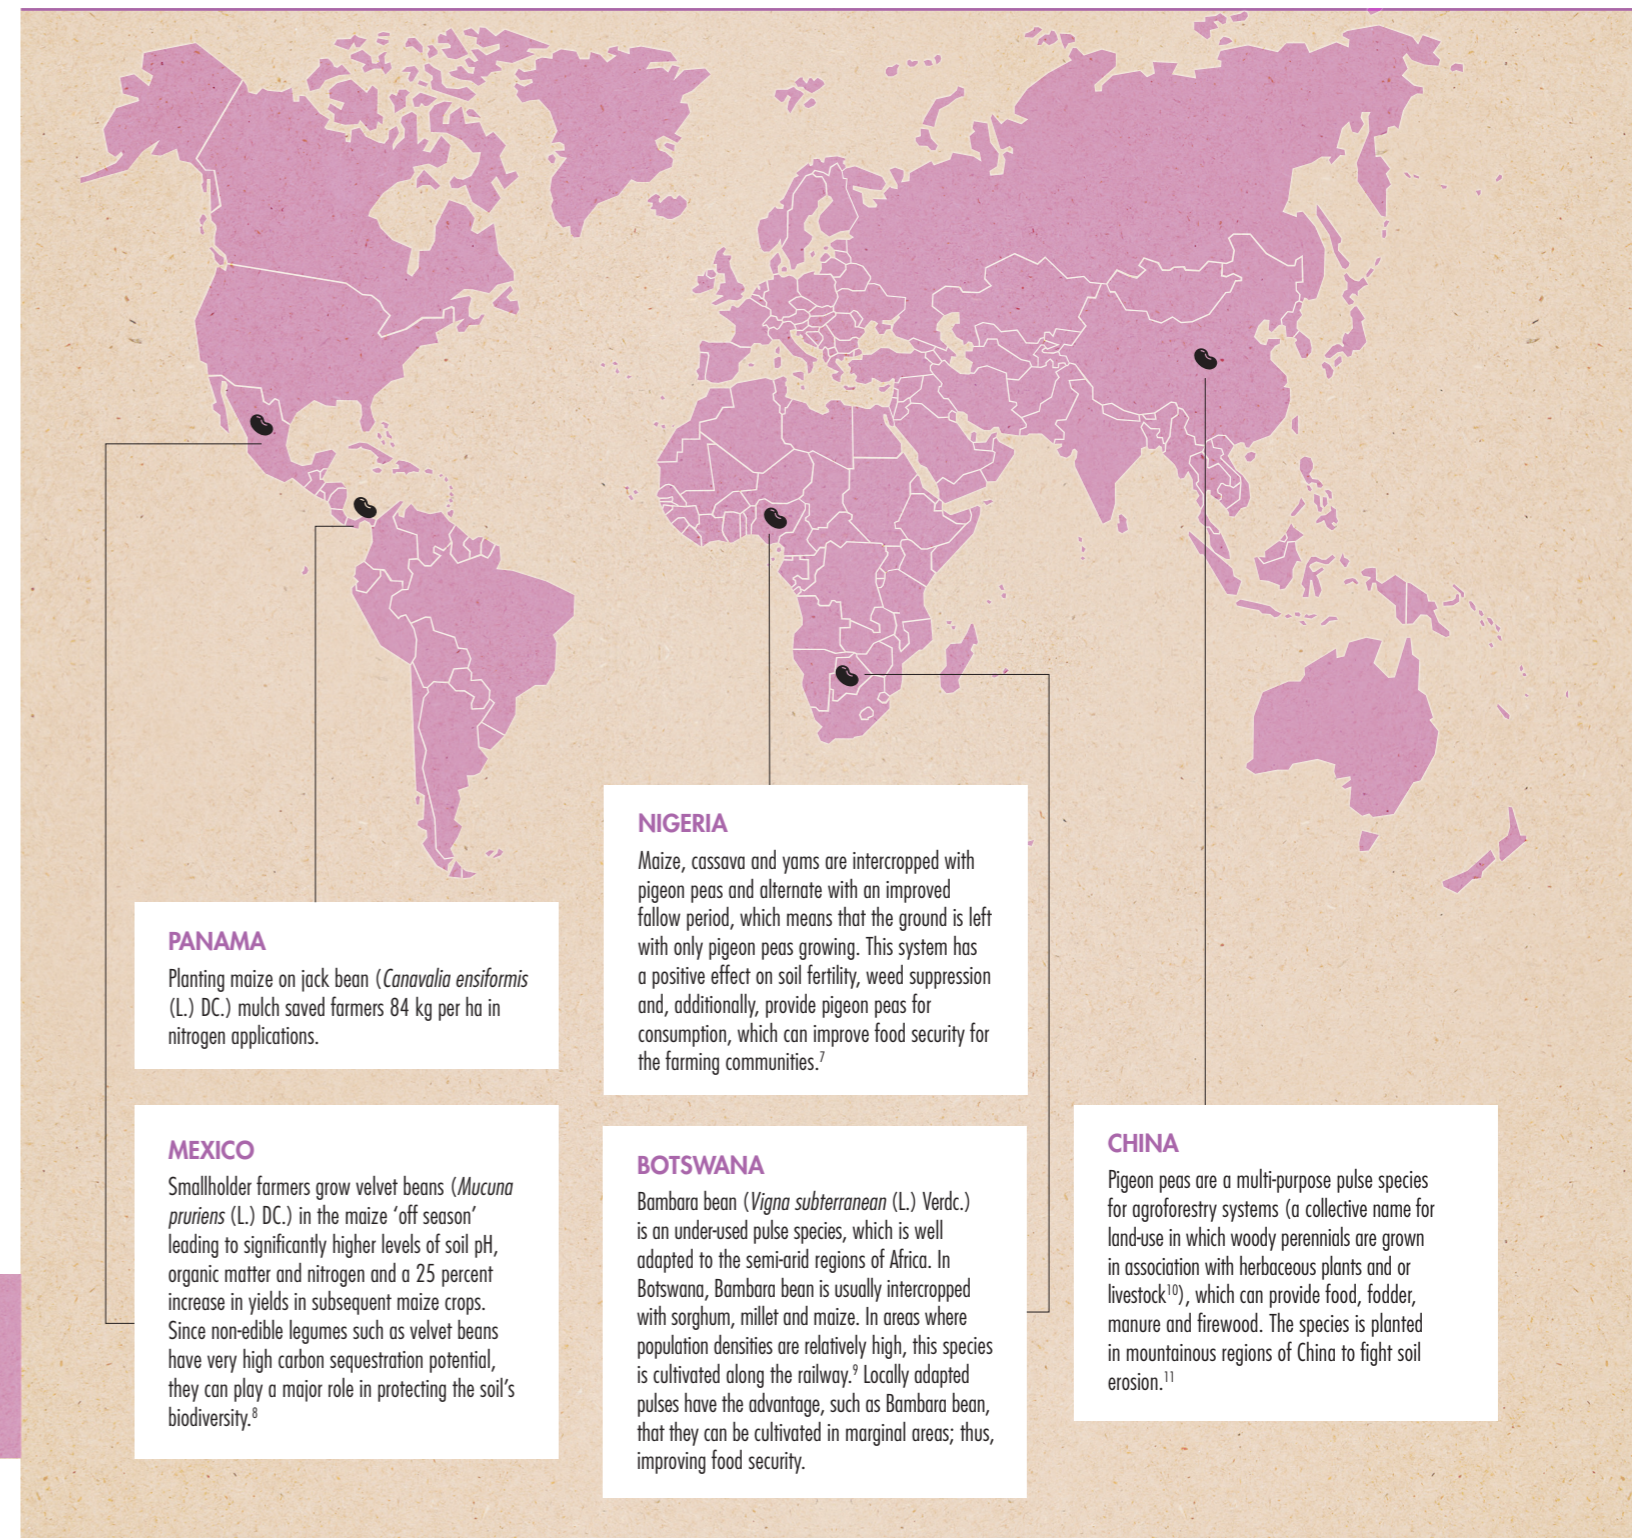 PANAMA
Planting maize on jack bean (Canavalia ensiformis
(L.) DC.) mulch saved farmers 84 kg per ha in
nitrogen applications.
MEXICO
Smallholder farmers grow velvet beans (Mucuna
pruriens (L.) DC.) in the maize ‘off season’
leading to significantly higher levels of soil pH,
organic matter and nitrogen and a 25 percent
increase in yields in subsequent maize crops.
Since non-edible legumes such as velvet beans
have very high carbon sequestration potential,
they can play a major role in protecting the soil’s
biodiversity.8
NIGERIA
Maize, cassava and yams are intercropped with
pigeon peas and alternate with an improved
fallow period, which means that the ground is left
with only pigeon peas growing. This system has
a positive effect on soil fertility, weed suppression
and, additionally, provide pigeon peas for
consumption, which can improve food security for
the farming communities.7
BOTSWANA
Bambara bean (Vigna subterranean (L.) Verdc.)
is an under-used pulse species, which is well
adapted to the semi-arid regions of Africa. In
Botswana, Bambara bean is usually intercropped
with sorghum, millet and maize. In areas where
population densities are relatively high, this species
is cultivated along the railway.9 Locally adapted
pulses have the advantage, such as Bambara bean,
that they can be cultivated in marginal areas; thus,
improving food security.
CHINA
Pigeon peas are a multi-purpose pulse species
for agroforestry systems (a collective name for
land-use in which woody perennials are grown
in association with herbaceous plants and or
livestock10), which can provide food, fodder,
manure and firewood. The species is planted
in mountainous regions of China to fight soil
erosion.11